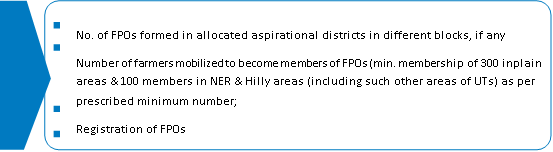 No. of FPOs formed in allocated aspirational districts in different blocks, if any
Number of farmers mobilized to become members of FPOs (min. membership of 300 inplain
areas & 100 members in NER & Hilly areas (including such other areas of UTs) as per
prescribed minimum number;
Registration of FPOs